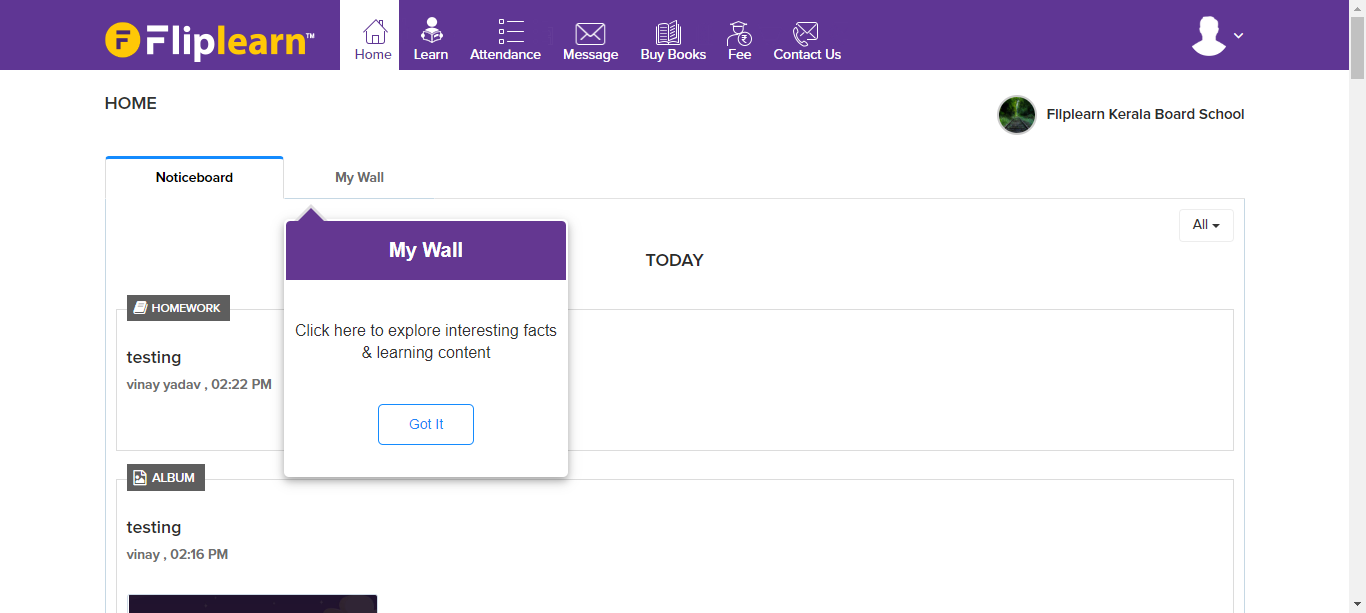 Fliplearn™
Home
Learn
Attendance
Message
Buy Books
Fee
Contact Us
HOME
Fliplearn Kerala Board School
Noticeboard
My Wall
All
My Wall
TODAY
HOMEWORK
Click here to explore interesting facts
& learning content
testing
vinay yadav , 02:22 PM
Got It
ALBUM
testing
vinay , 02:16 PM